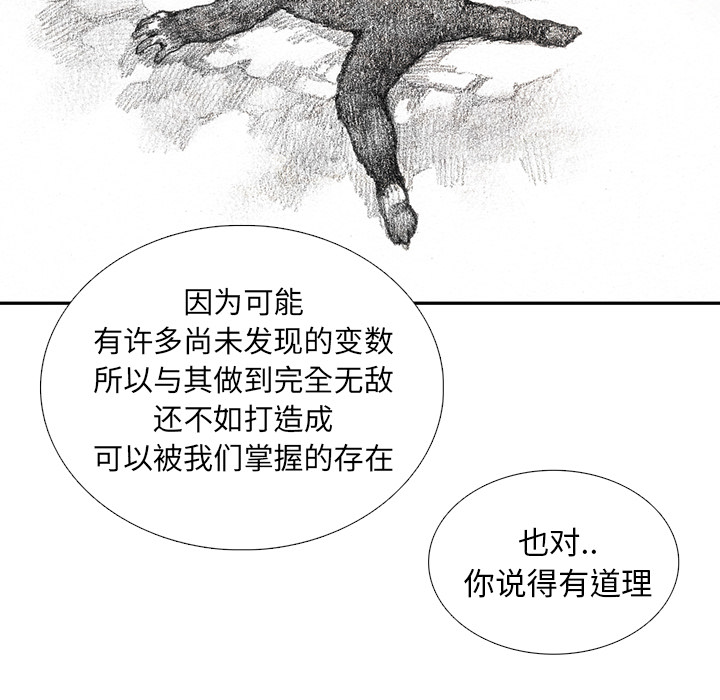 因为可能
有许多尚未发现的变数
所以与其做到完全无敌
还不如打造成
可以被我们掌握的存在
也对..
你说得有道理